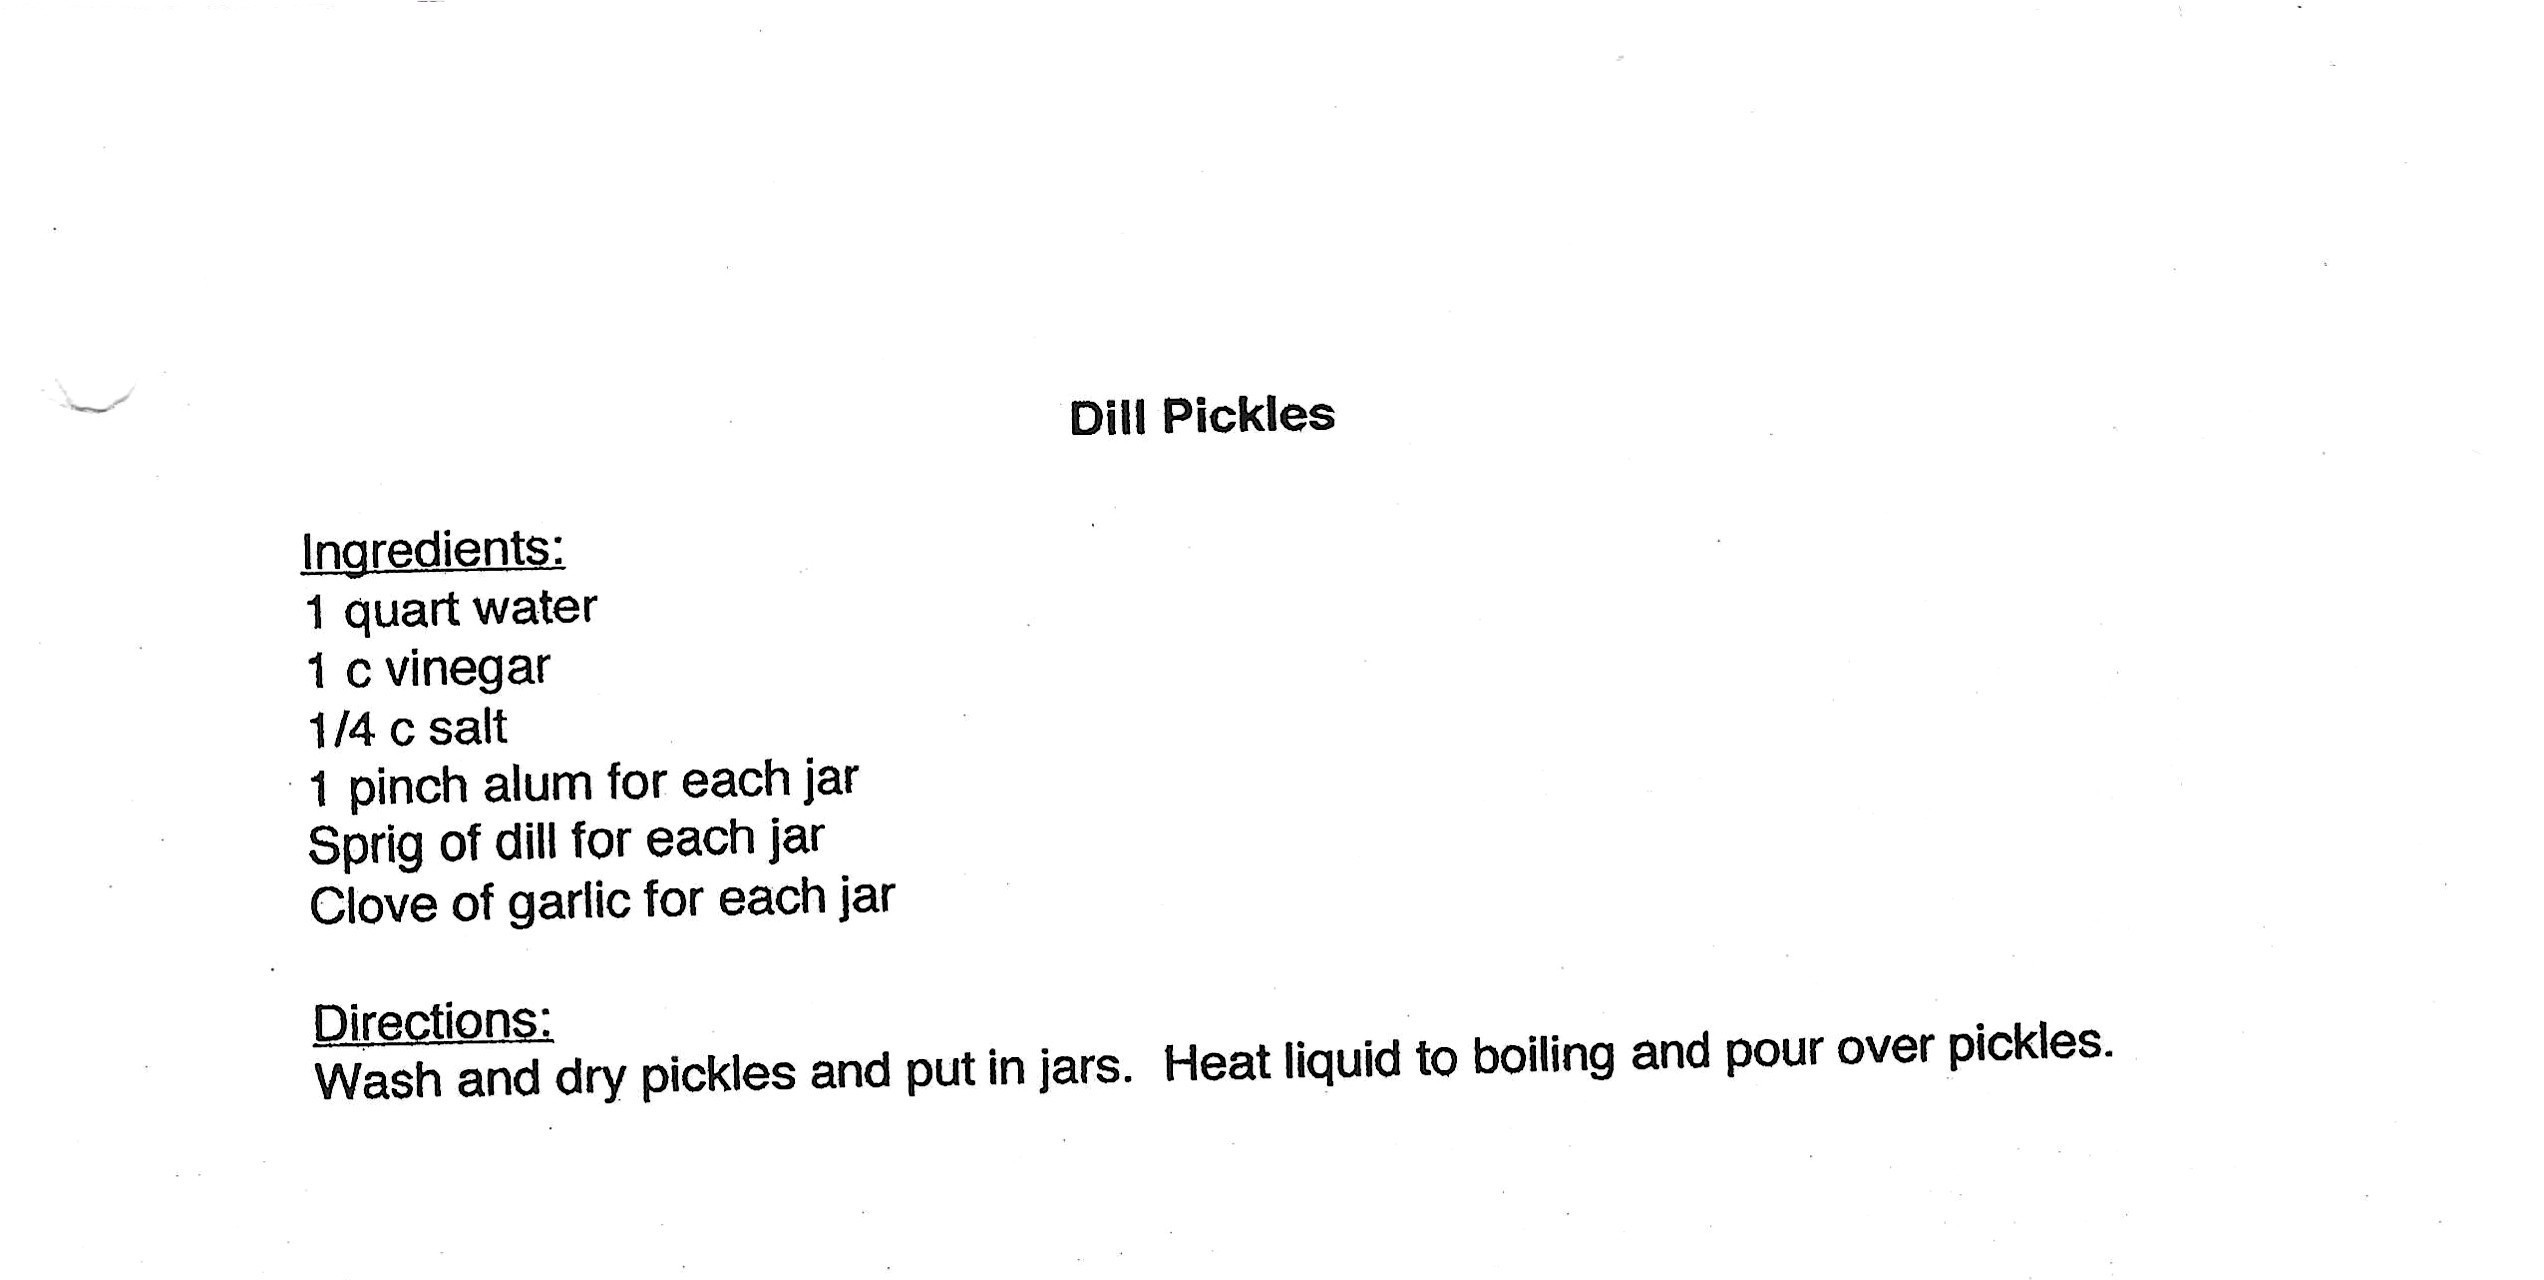 Dill Pickles
Ingredients:
1 quart water
1 c vinegar
1/4 c salt
1 pinch alum for each jar
Sprig of dill for each jar
Clove of garlic for each jar
Directions:
Wash and dry pickles and put in jars.  Heat liquid to boiling and pour over pickles.